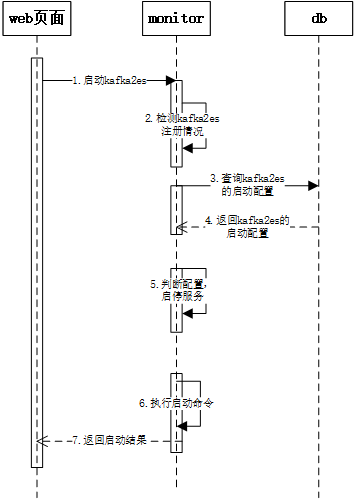 web页面
monitor
db
1.启动kafka2es
2.检测kafka2es
注册情况
3.查询kafka2es
的启动配置
4.返回kafka2es的
启动配置
5.判断配置，
启停服务
6.执行启动命令
7.返回启动结果